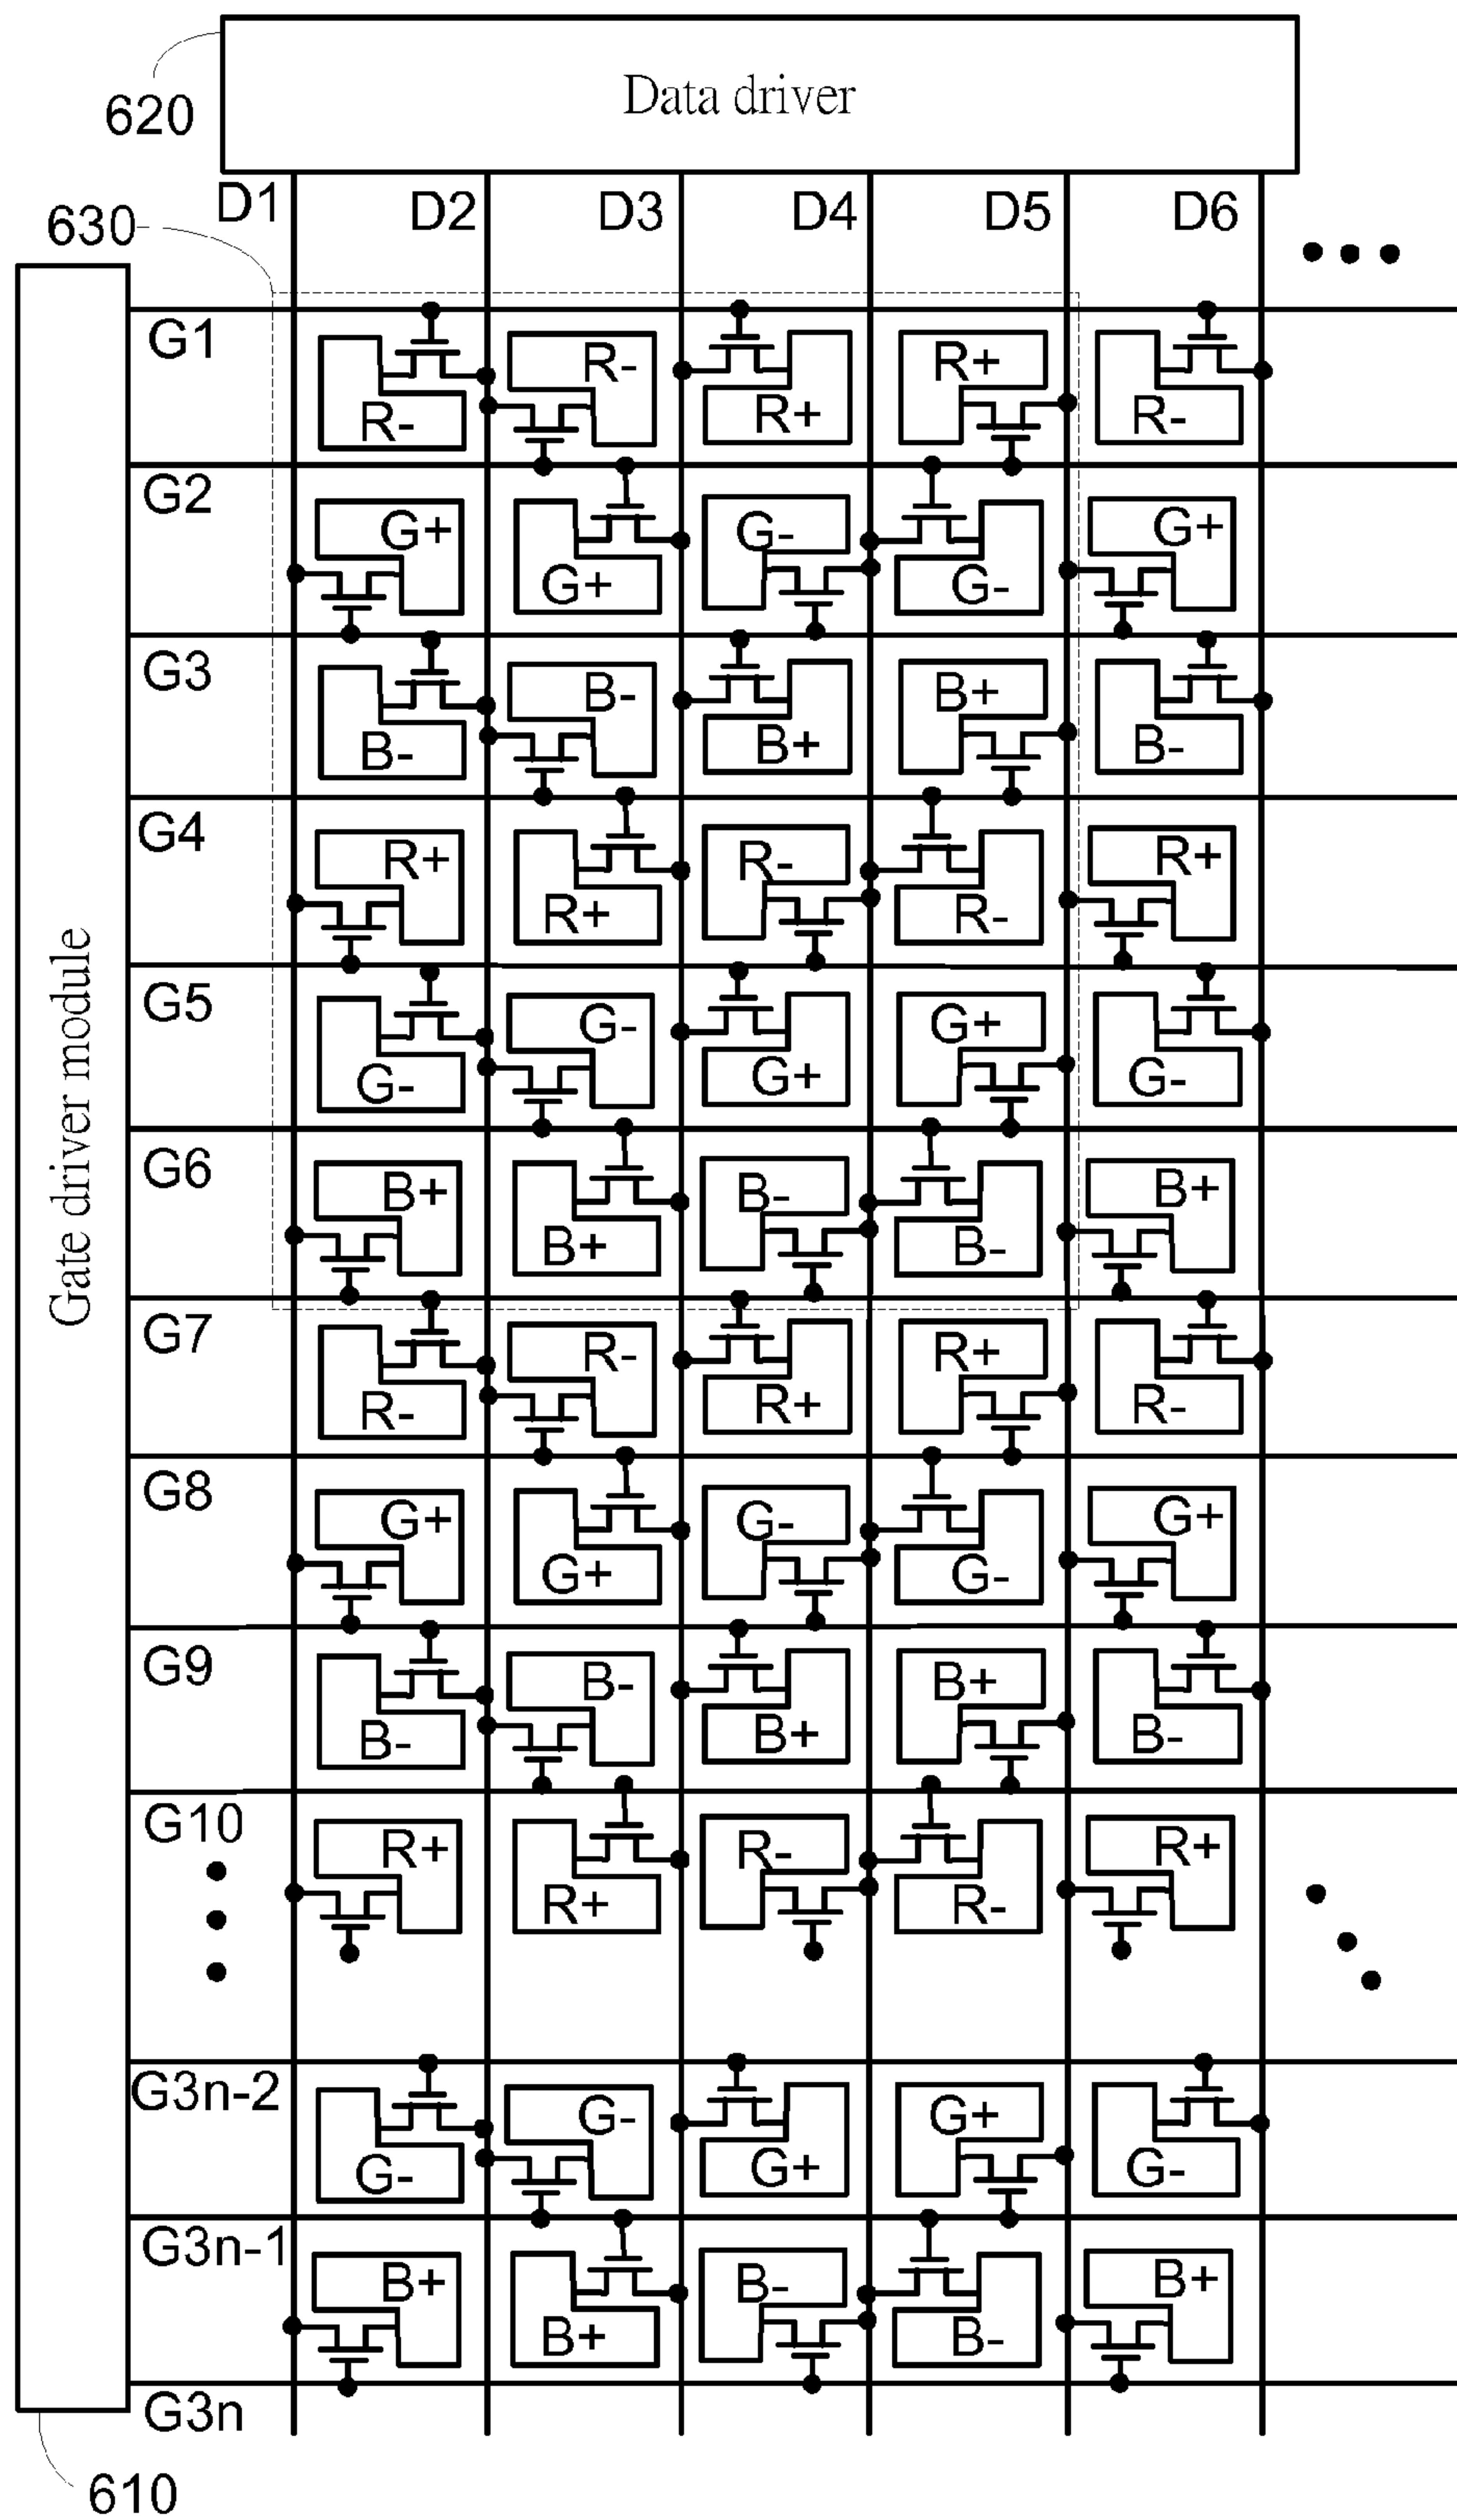 Data driver
620
D1 D2 D3 D4 D5 D6
630
G1
R- R- R+ R+ R-
G2
G+ G+ G- G- G+
G3
B- B- B+ B+ B-
G4
R+ R+ R- R- R+
G5
G- G- G+ G+ G-
G6
B+ B+ B- B- B+
G7
R- R- R+ R+ R-
G8
G+ G+ G- G- G+
G9
B- B- B+ B+ B-
G10
R+ R+ R- R- R+
G3n-2
G- G- G+ G+ G-
G3n-1
B+ B+ B- B- B+
G3n
Gate driver module
610